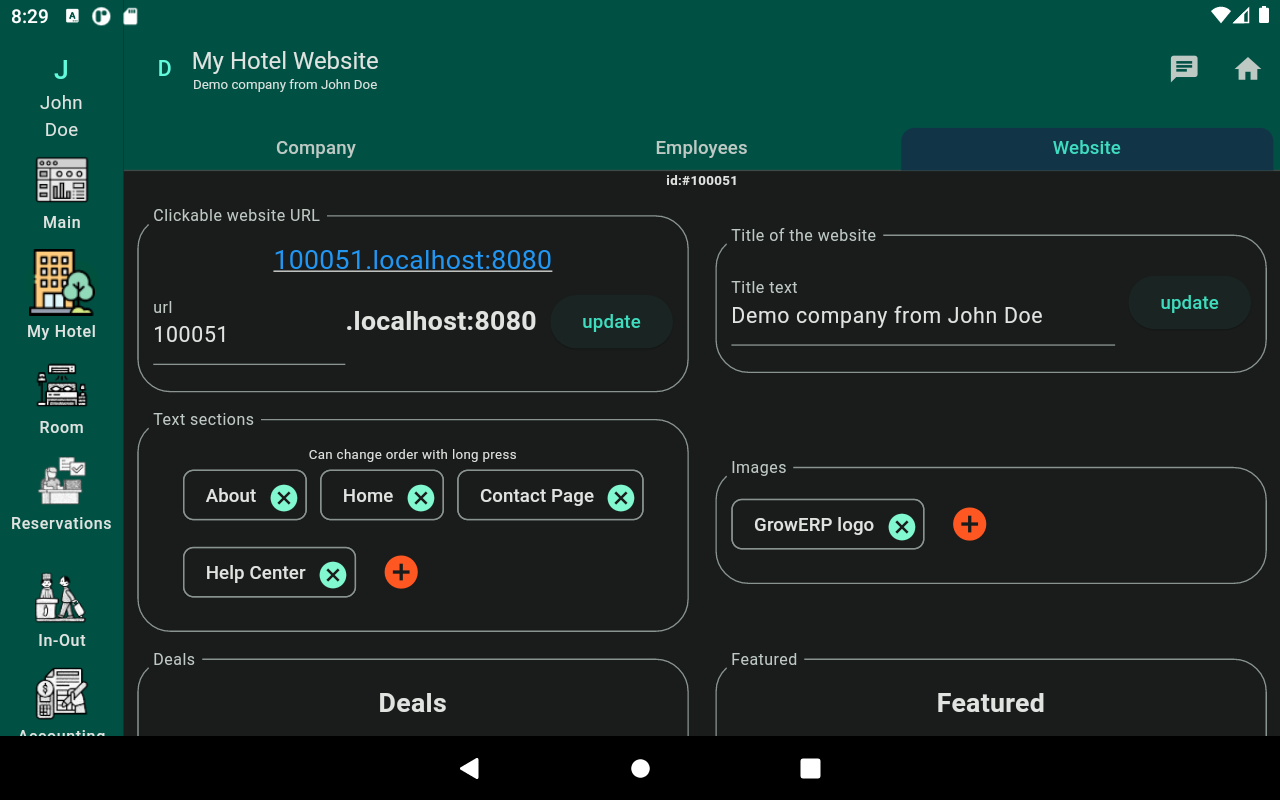 8:29
J
John
Doe
Main
My Hotel
Room
Reservations
In-Out
Accounting
D
My Hotel Website
Demo company from John Doe
Company
Employees
Website
id:#100051
Clickable website URL
100051.localhost:8080
url
100051
.localhost:8080
update
Title of the website
Title text
Demo company from John Doe
update
Text sections
Can change order with long press
About
Home
Contact Page
Help Center
Images
GrowERP logo
Deals
Deals
Featured
Featured